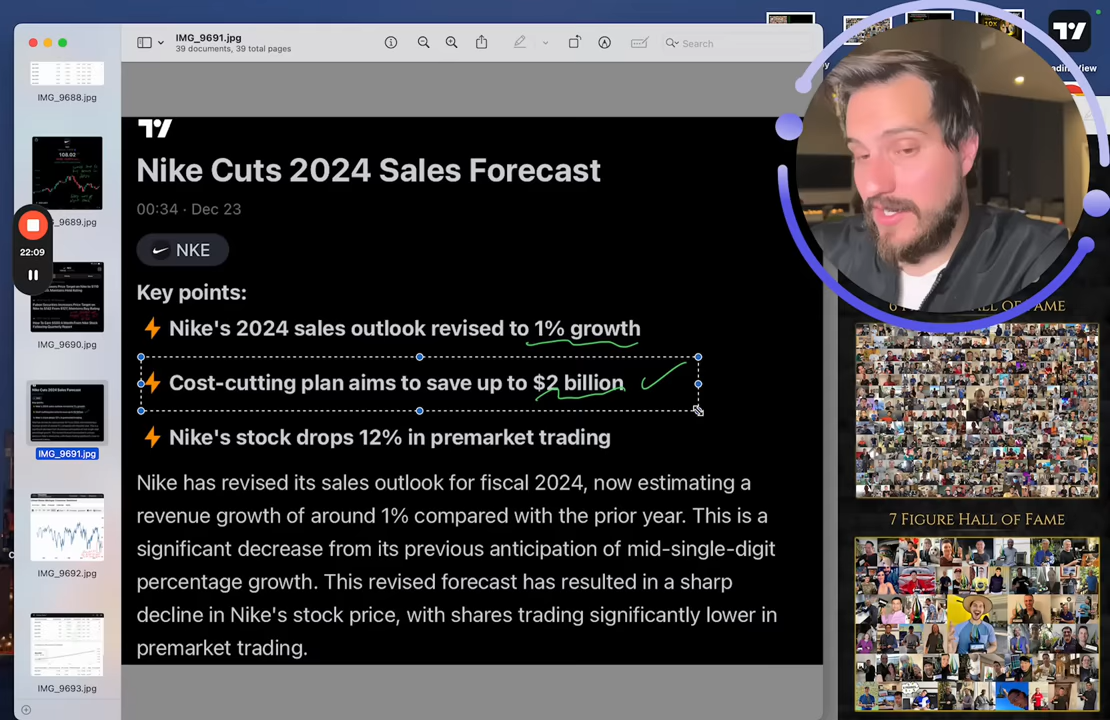 IMG_9691.jpg
39 documents, 39 total pages
Search
IMG_9688.jpg
108.02
9689.jpg
22:09
IMG_9690.jpg
IMG_9691.jpg
IMG_9692.jpg
IMG_9693.jpg
Nike Cuts 2024 Sales Forecast
00:34 · Dec 23
NKE
Key points:
Nike's 2024 sales outlook revised to 1% growth
Cost-cutting plan aims to save up to $2 billion
Nike's stock drops 12% in premarket trading
Nike has revised its sales outlook for fiscal 2024, now estimating a
revenue growth of around 1% compared with the prior year. This is a
significant decrease from its previous anticipation of mid-single-digit
percentage growth. This revised forecast has resulted in a sharp
decline in Nike's stock price, with shares trading significantly lower in
premarket trading.
OF FAME
7 FIGURE HALL OF FAME